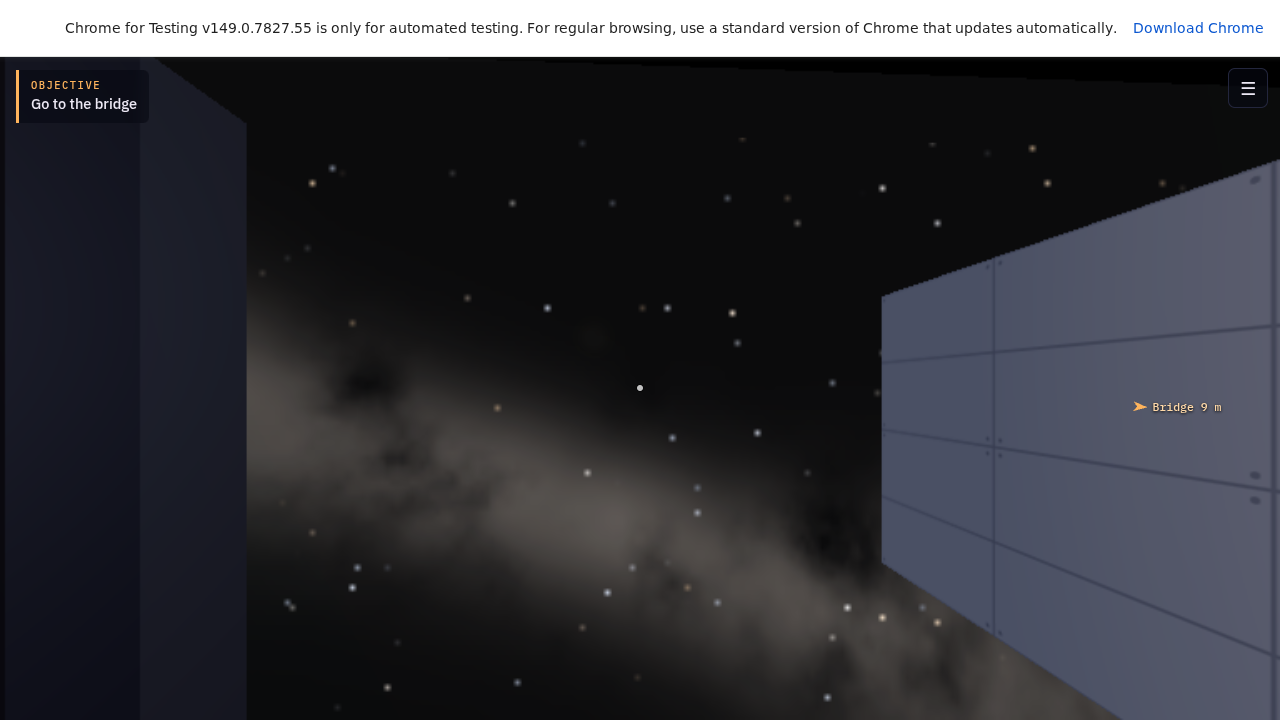 Chrome for Testing v149.0.7827.55 is only for automated testing. For regular browsing, use a standard version of Chrome that updates automatically. Download Chrome
OBJECTIVE
Go to the bridge
Bridge 9 m